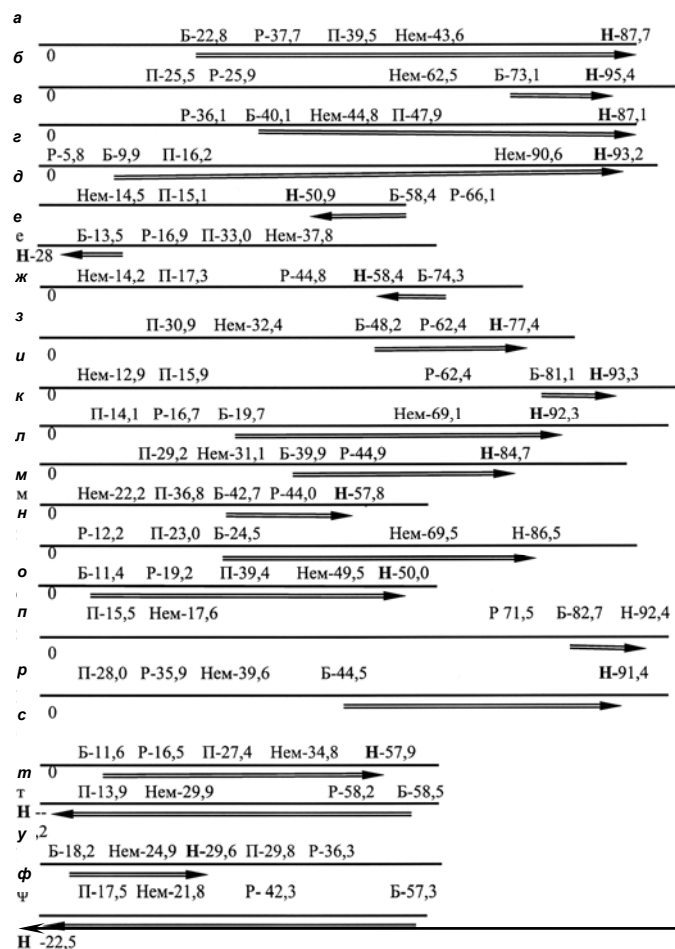 а
Б-22,8 Р-37,7 П-39,5 Нем-43,6 Н-87,7
б 0
П-25,5 Р-25,9 Нем-62,5 Б-73,1 Н-95,4
в 0
Р-36,1 Б-40,1 Нем-44,8 П-47,9 Н-87,1
г 0
Р-5,8 Б-9,9 П-16,2 Нем-90,6 Н-93,2
д 0
Нем-14,5 П-15,1 Н-50,9 Б-58,4 Р-66,1
е
е Б-13,5 Р-16,9 П-33,0 Нем-37,8
Н-28
ж Нем-14,2 П-17,3 Р-44,8 Н-58,4 Б-74,3
0
з
П-30,9 Нем-32,4 Б-48,2 Р-62,4 Н-77,4
и 0
Нем-12,9 П-15,9 Р-62,4 Б-81,1 Н-93,3
к 0
П-14,1 Р-16,7 Б-19,7 Нем-69,1 Н-92,3
л 0
П-29,2 Нем-31,1 Б-39,9 Р-44,9 Н-84,7
м 0
м Нем-22,2 П-36,8 Б-42,7 Р-44,0 Н-57,8
н 0
Р-12,2 П-23,0 Б-24,5 Нем-69,5 Н-86,5
0
о Б-11,4 Р-19,2 П-39,4 Нем-49,5 Н-50,0
0
п П-15,5 Нем-17,6 Р 71,5 Б-82,7 Н-92,4
0
р П-28,0 Р-35,9 Нем-39,6 Б-44,5 Н-91,4
с 0
Б-11,6 Р-16,5 П-27,4 Нем-34,8 Н-57,9
т 0
т П-13,9 Нем-29,9 Р-58,2 Б-58,5
Н --
у ,2
Б-18,2 Нем-24,9 Н-29,6 П-29,8 Р-36,3
ф
П-17,5 Нем-21,8 Р- 42,3 Б-57,3
Н -22,5